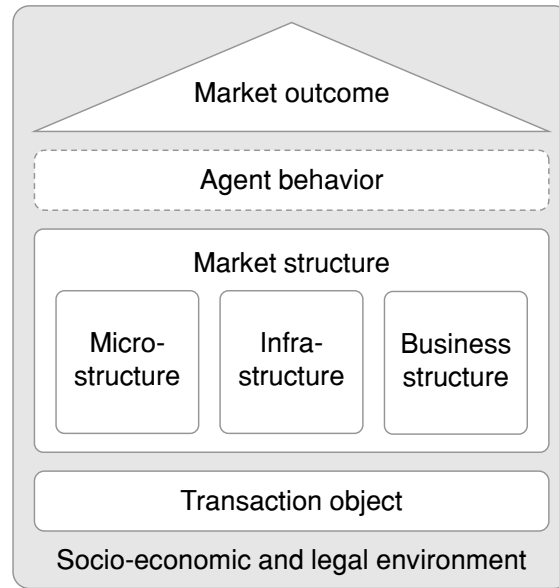 Market outcome
Agent behavior
Market structure
Micro-
structure
Infra-
structure
Business
structure
Transaction object
Socio-economic and legal environment